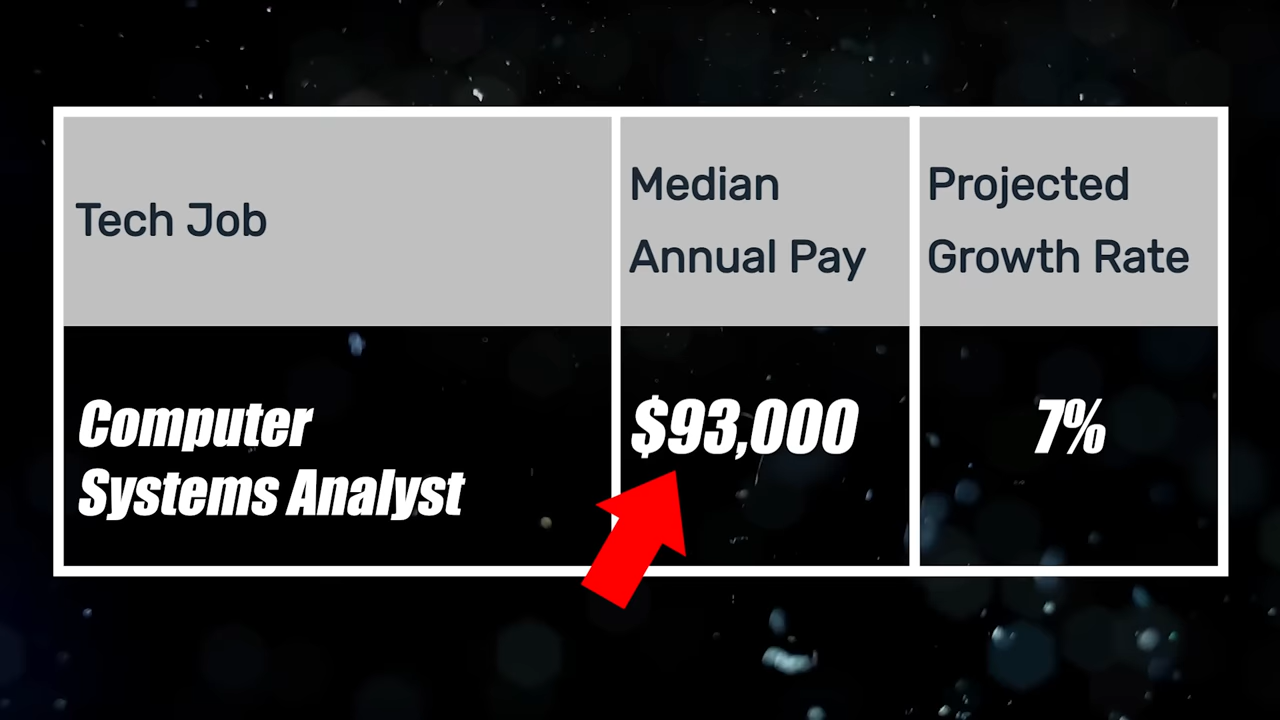 Tech Job
Median
Annual Pay
Projected
Growth Rate
Computer
Systems Analyst
$93,000
7%